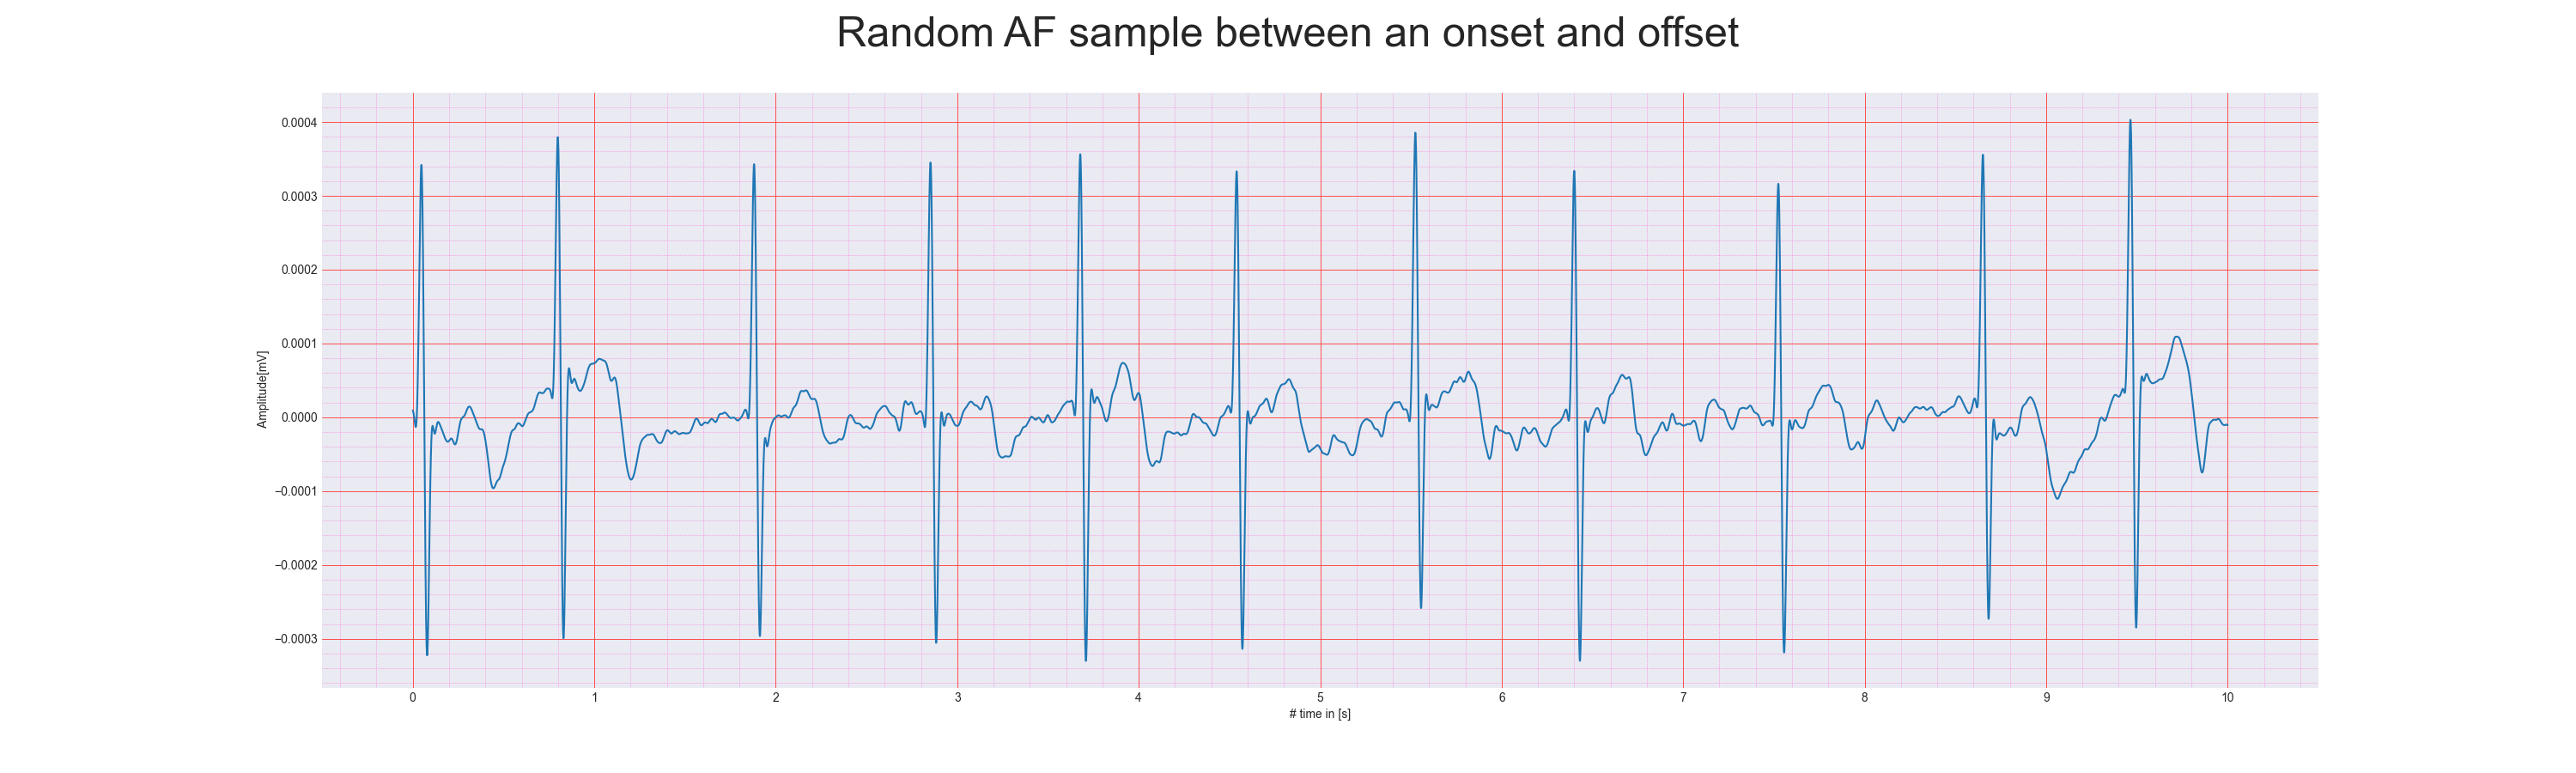 Random AF sample between an onset and offset
0.0004
0.0003
0.0002
0.0001
0.0000
−0.0001
−0.0002
−0.0003
Amplitude[mV]
0 1 2 3 4 5 6 7 8 9 10
# time in [s]